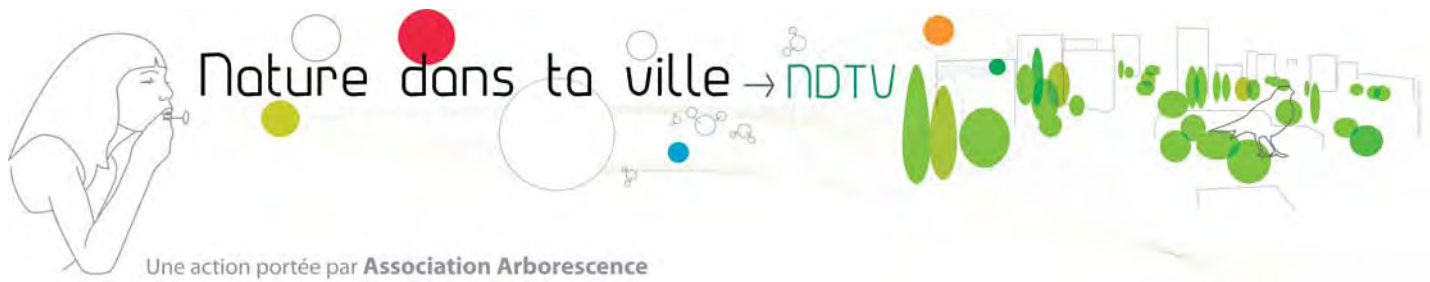 Nature dans ta ville → NDTV
Une action portée par Association Arborescence